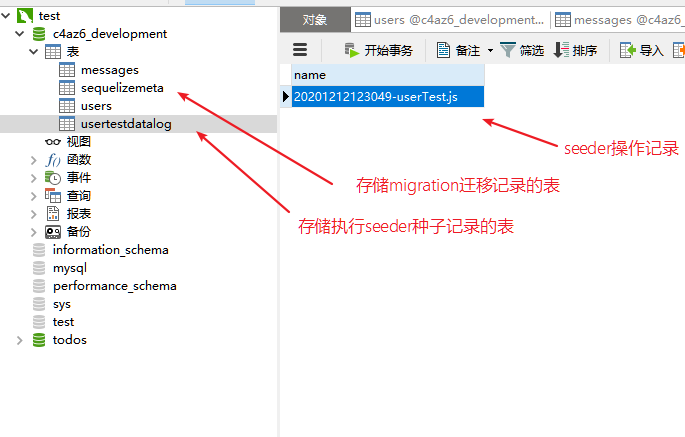 test
c4az6_development
表
messages
sequelizemeta
users
usertestdatalog
视图
函数
事件
查询
报表
备份
information_schema
mysql
performance_schema
sys
test
todos
对象
users @c4az6_development...
messages @c4az6_
开始事务
备注
筛选
排序
导入
name
20201212123049-userTest.js
seeder操作记录
存储migration迁移记录的表
存储执行seeder种子记录的表